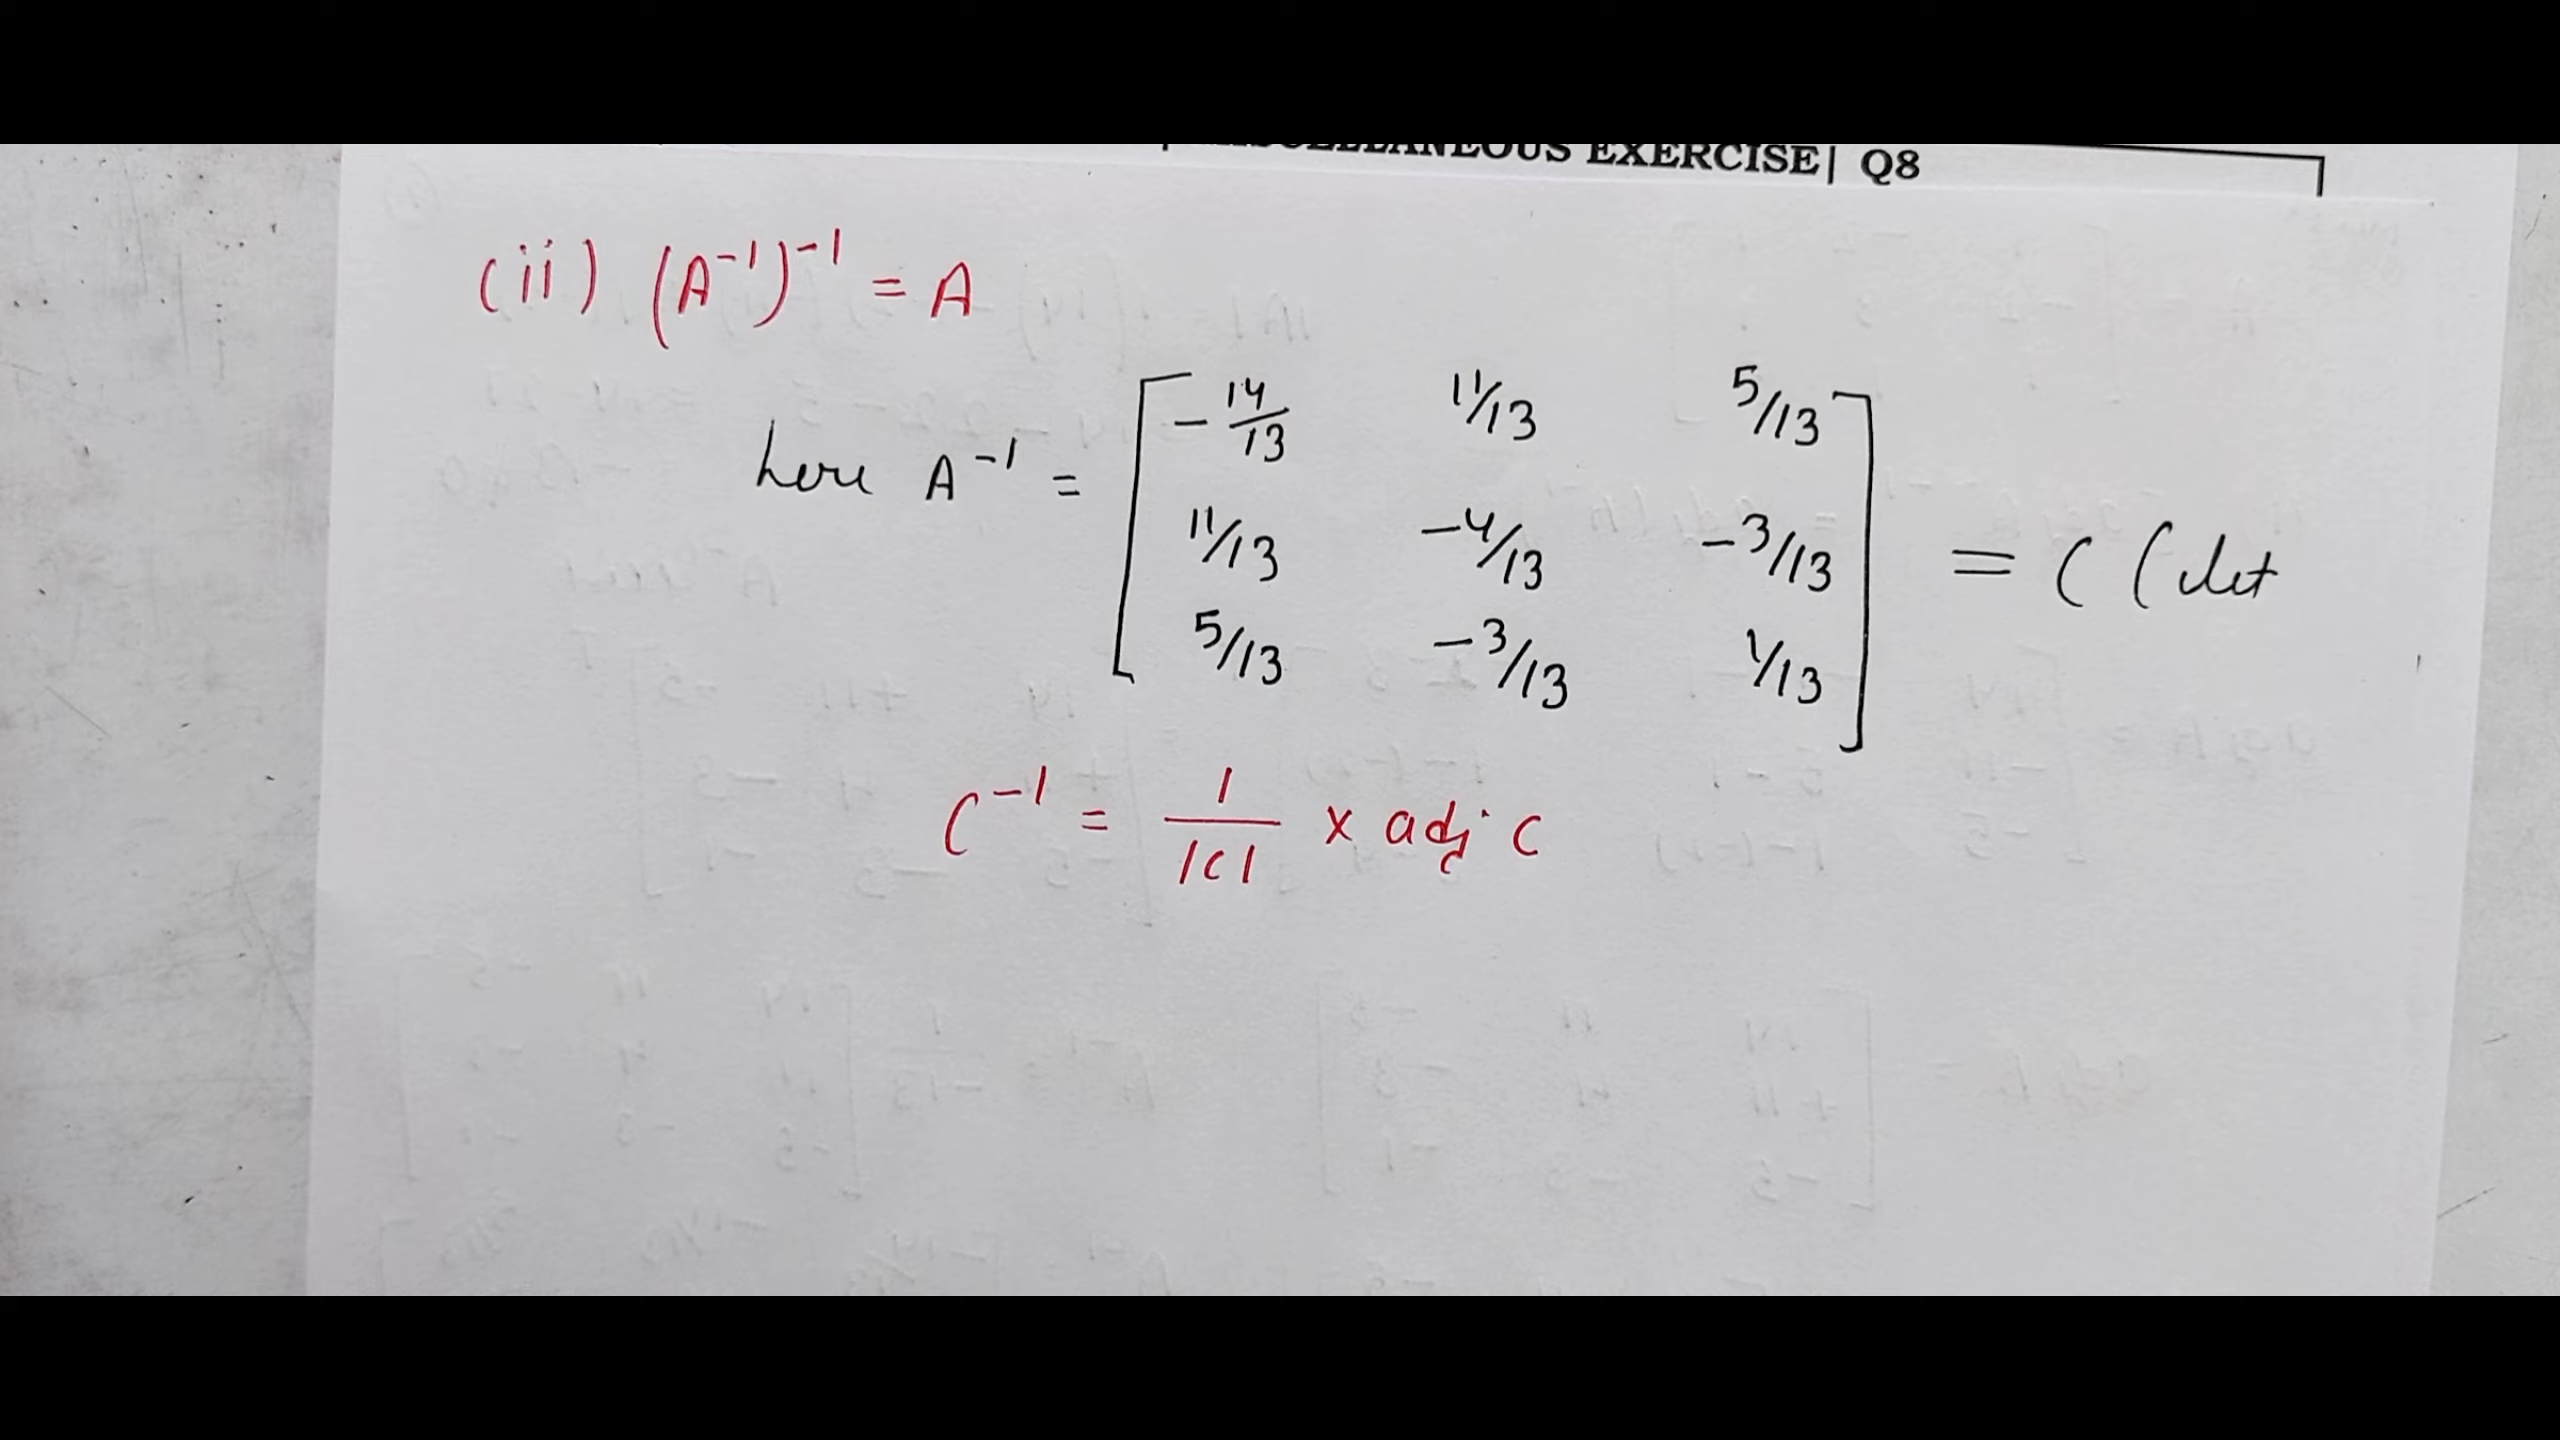 EXERCISE| Q8
(ii) (A⁻¹)⁻¹ = A
here A⁻¹ = [ -14/13 11/13 5/13
11/13 -4/13 -3/13
5/13 -3/13 1/13 ] = C (let
C⁻¹ = 1/|C| x adj C